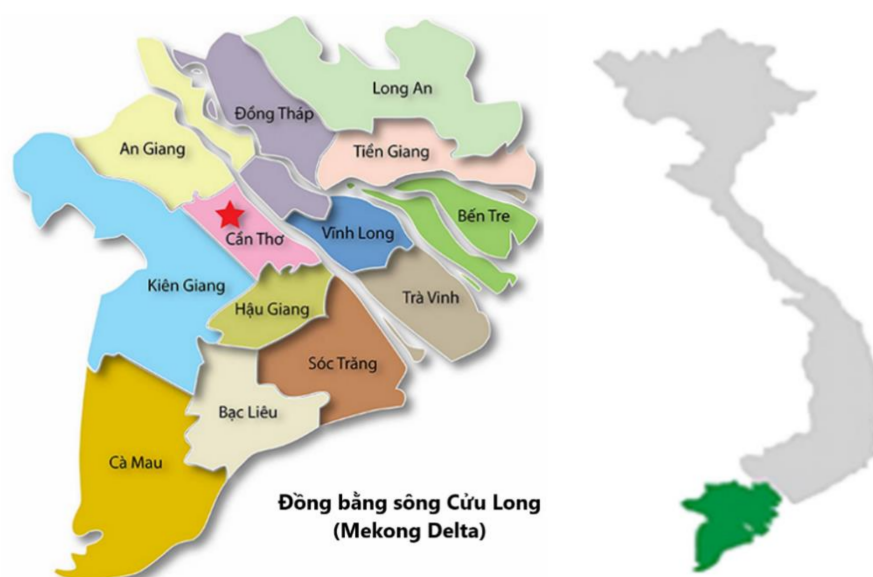 Long An
Đồng Tháp
An Giang
Tiền Giang
Bến Tre
Cần Thơ
Vĩnh Long
Kiên Giang
Trà Vinh
Hậu Giang
Sóc Trăng
Bạc Liêu
Cà Mau
Đồng bằng sông Cửu Long
(Mekong Delta)